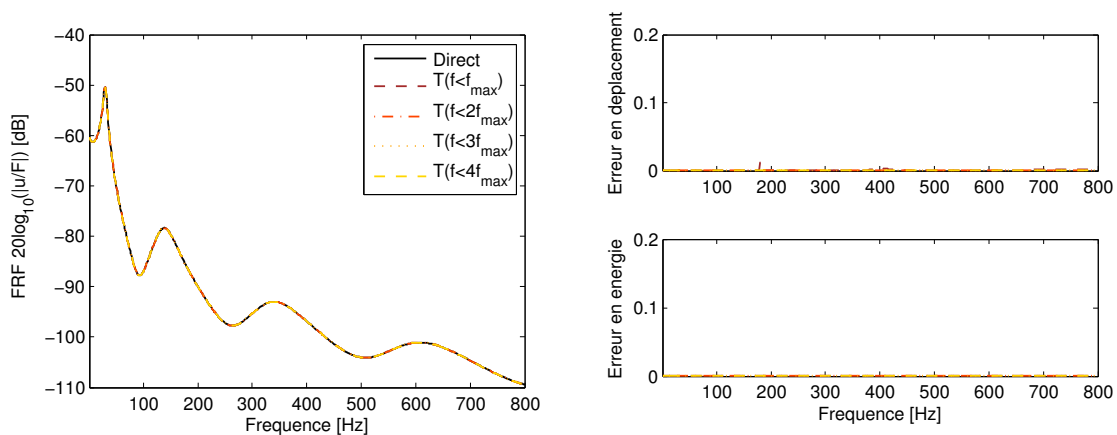 FRF 20log10(|u/F|) [dB]
−40
−50
−60
−70
−80
−90
−100
−110
100 200 300 400 500 600 700 800
Frequence [Hz]
Direct
T(f<fmax)
T(f<2fmax)
T(f<3fmax)
T(f<4fmax)
Erreur en deplacement
0.2
0.1
0
100 200 300 400 500 600 700 800
Erreur en energie
0.2
0.1
0
100 200 300 400 500 600 700 800
Frequence [Hz]